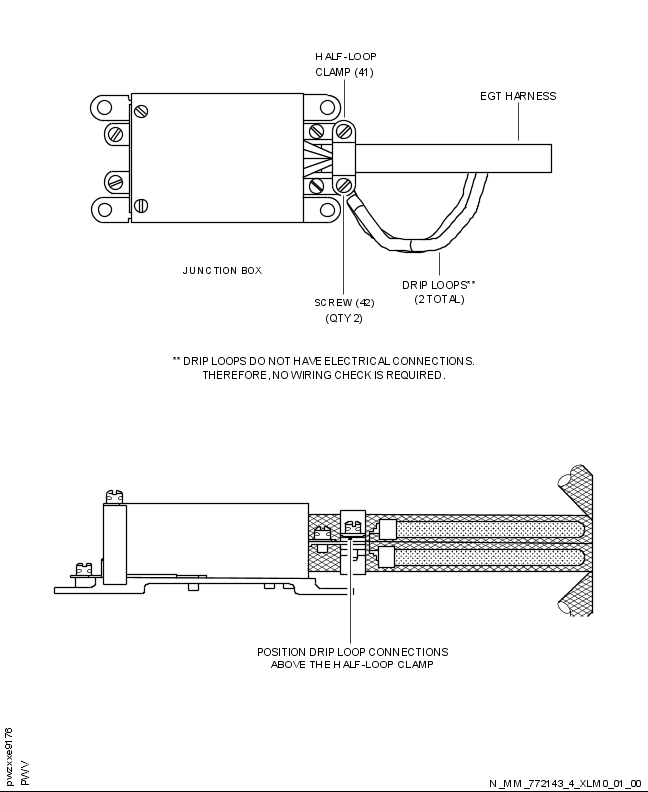 HALF-LOOP
CLAMP (41)
EGT HARNESS
JUNCTION BOX
DRIP LOOPS**
(2 TOTAL)
SCREW (42)
(QTY 2)
** DRIP LOOPS DO NOT HAVE ELECTRICAL CONNECTIONS.
THEREFORE, NO WIRING CHECK IS REQUIRED.
POSITION DRIP LOOP CONNECTIONS
ABOVE THE HALF-LOOP CLAMP
pwzxxe9176
PWV
N_MM_772143_4_XLM0_01_00